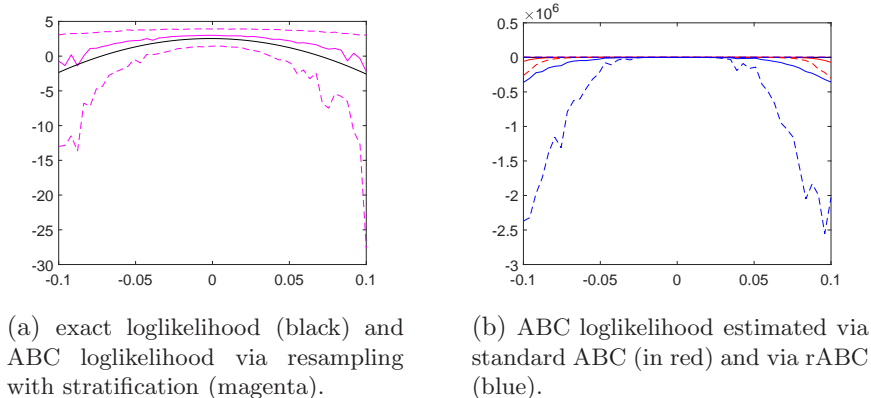 5
0
-5
-10
-15
-20
-25
-30
-0.1 -0.05 0 0.05 0.1
(a) exact loglikelihood (black) and
ABC loglikelihood via resampling
with stratification (magenta).
×10⁶
0.5
0
-0.5
-1
-1.5
-2
-2.5
-3
-0.1 -0.05 0 0.05 0.1
(b) ABC loglikelihood estimated via
standard ABC (in red) and via rABC
(blue).